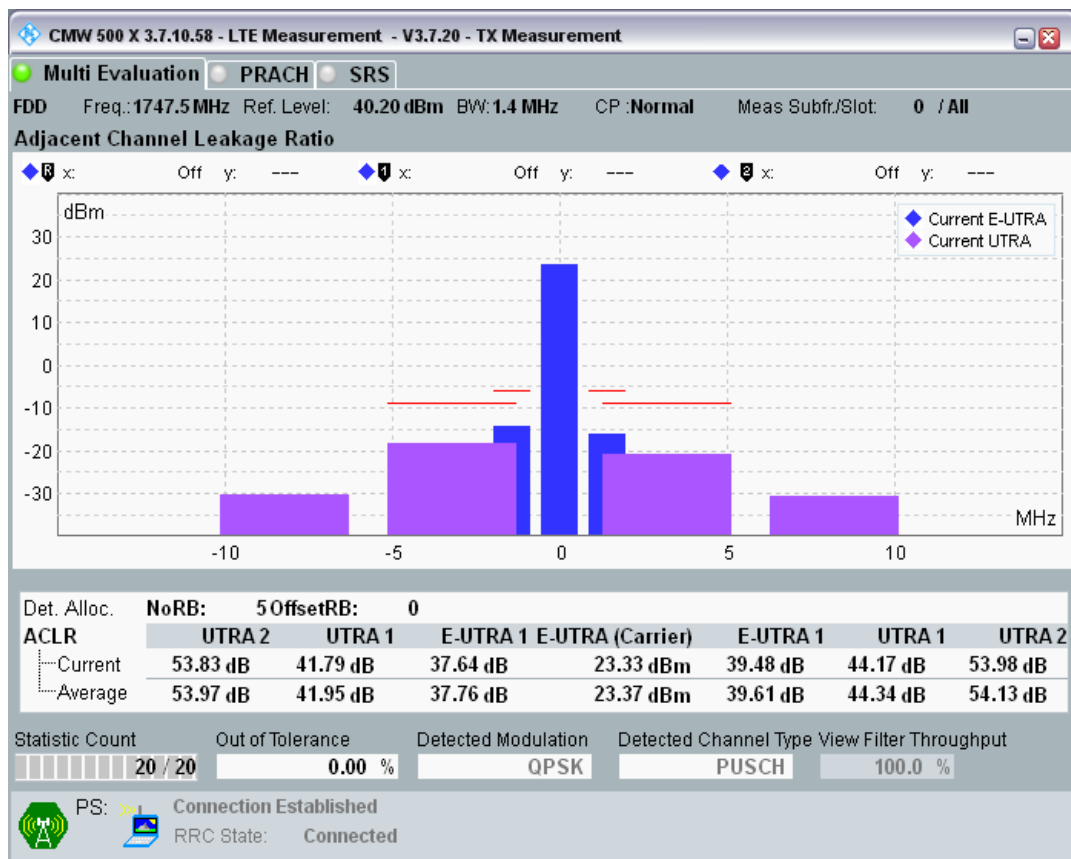 CMW 500 X 3.7.10.58 - LTE Measurement - V3.7.20 - TX Measurement
Multi Evaluation PRACH SRS
FDD Freq.:1747.5 MHz Ref. Level: 40.20 dBm BW:1.4 MHz CP :Normal Meas Subfr./Slot: 0 / All
Adjacent Channel Leakage Ratio
R x: Off y: --- 1 x: Off y: --- 2 x: Off y: ---
dBm
Current E-UTRA
Current UTRA
30
20
10
0
-10
-20
-30
MHz
-10 -5 0 5 10
Det. Alloc. NoRB: 5 OffsetRB: 0
ACLR UTRA 2 UTRA 1 E-UTRA 1 E-UTRA (Carrier) E-UTRA 1 UTRA 1 UTRA 2
Current 53.83 dB 41.79 dB 37.64 dB 23.33 dBm 39.48 dB 44.17 dB 53.98 dB
Average 53.97 dB 41.95 dB 37.76 dB 23.37 dBm 39.61 dB 44.34 dB 54.13 dB
Statistic Count Out of Tolerance Detected Modulation Detected Channel Type View Filter Throughput
20 / 20 0.00 % QPSK PUSCH 100.0 %
PS: Connection Established
RRC State: Connected